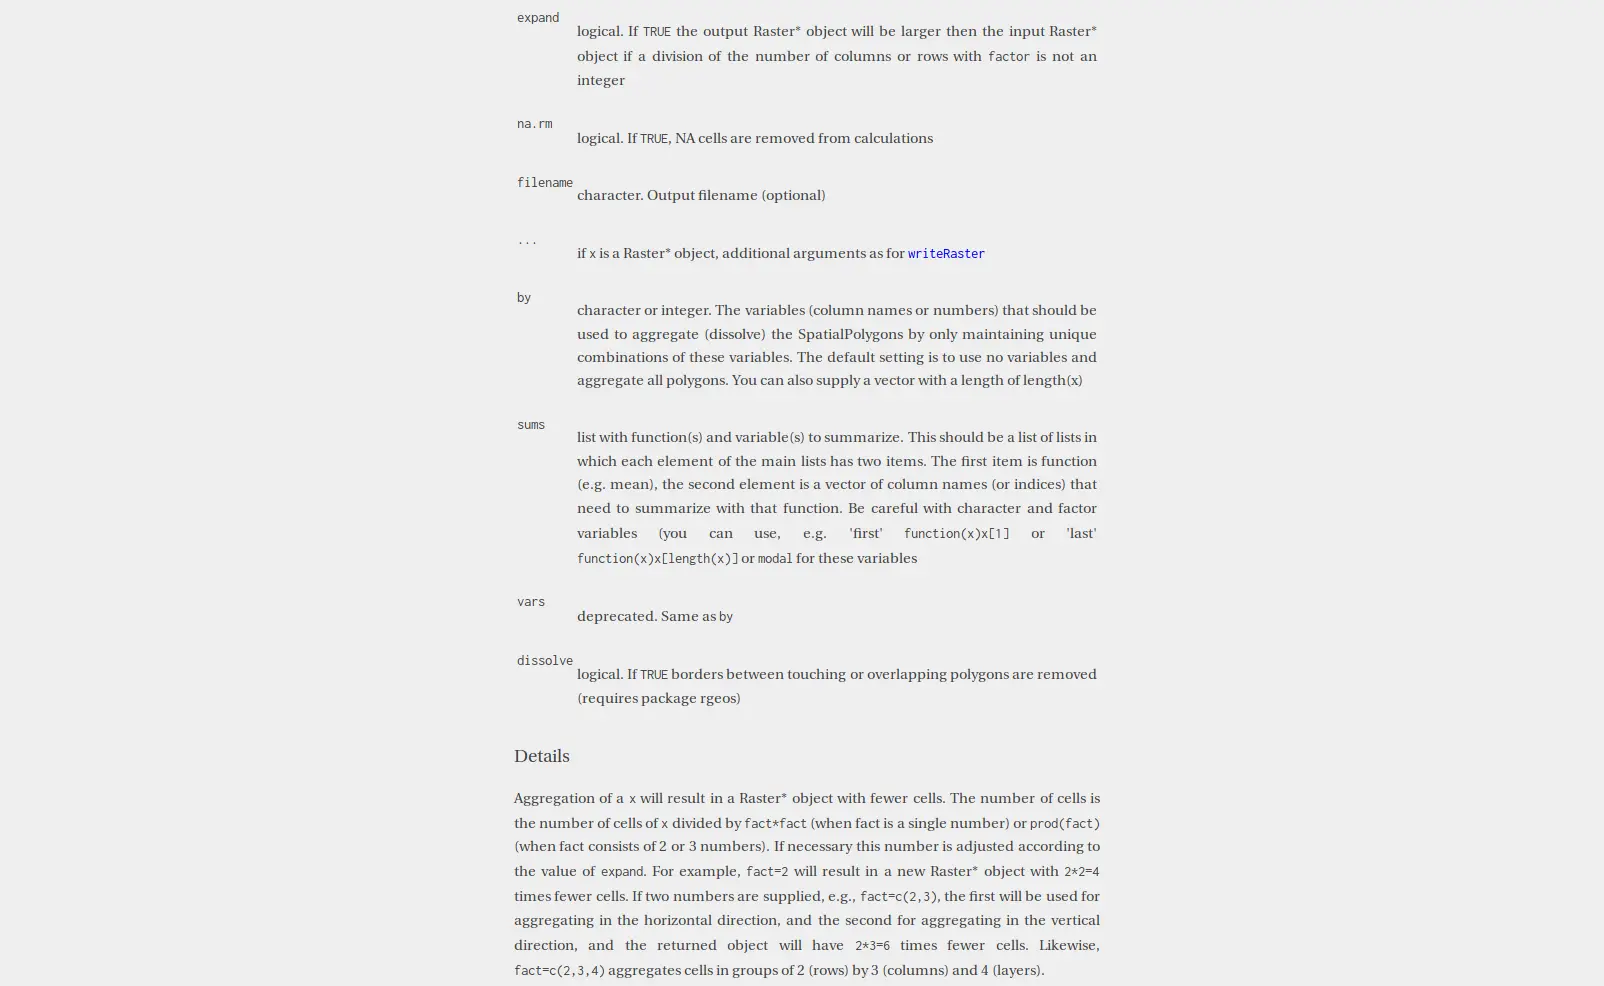 expand
logical. If TRUE the output Raster* object will be larger then the input Raster*
object if a division of the number of columns or rows with factor is not an
integer
na.rm
logical. If TRUE, NA cells are removed from calculations
filename
character. Output filename (optional)
...
if x is a Raster* object, additional arguments as for writeRaster
by
character or integer. The variables (column names or numbers) that should be
used to aggregate (dissolve) the SpatialPolygons by only maintaining unique
combinations of these variables. The default setting is to use no variables and
aggregate all polygons. You can also supply a vector with a length of length(x)
sums
list with function(s) and variable(s) to summarize. This should be a list of lists in
which each element of the main lists has two items. The first item is function
(e.g. mean), the second element is a vector of column names (or indices) that
need to summarize with that function. Be careful with character and factor
variables (you can use, e.g. 'first' function(x)x[1] or 'last'
function(x)x[length(x)] or modal for these variables
vars
deprecated. Same as by
dissolve
logical. If TRUE borders between touching or overlapping polygons are removed
(requires package rgeos)
Details
Aggregation of a x will result in a Raster* object with fewer cells. The number of cells is
the number of cells of x divided by fact*fact (when fact is a single number) or prod(fact)
(when fact consists of 2 or 3 numbers). If necessary this number is adjusted according to
the value of expand. For example, fact=2 will result in a new Raster* object with 2*2=4
times fewer cells. If two numbers are supplied, e.g., fact=c(2,3), the first will be used for
aggregating in the horizontal direction, and the second for aggregating in the vertical
direction, and the returned object will have 2*3=6 times fewer cells. Likewise,
fact=c(2,3,4) aggregates cells in groups of 2 (rows) by 3 (columns) and 4 (layers).